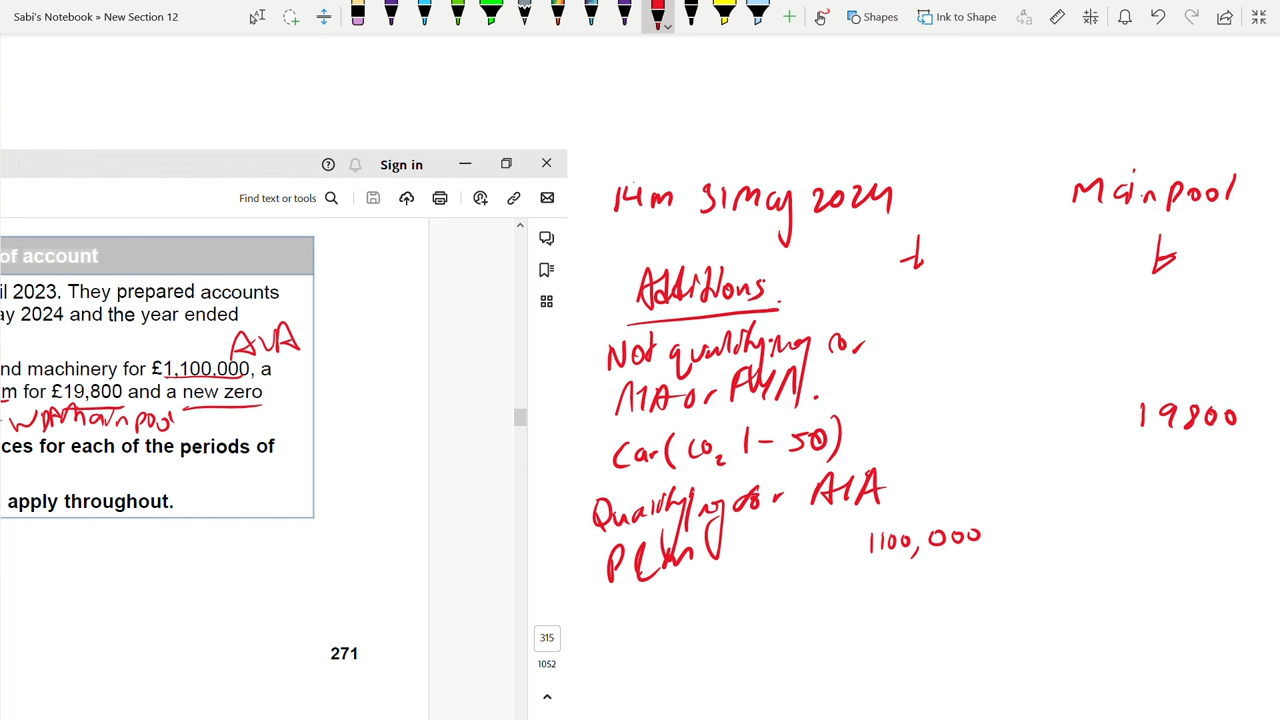 Sabi's Notebook » New Section 12
Shapes
Ink to Shape
Sign in
Find text or tools
of account
il 2023. They prepared accounts
ay 2024 and the year ended
AIA
nd machinery for £1,100,000, a
m for £19,800 and a new zero
WDA Main pool
ces for each of the periods of
apply throughout.
271
315
1052
14m 31 May 2024
Main pool
£
£
Additions.
Not qualifying for
AIA or FYA.
Car (CO2 1 – 50)
19800
Qualifying for AIA
P&M
1100,000